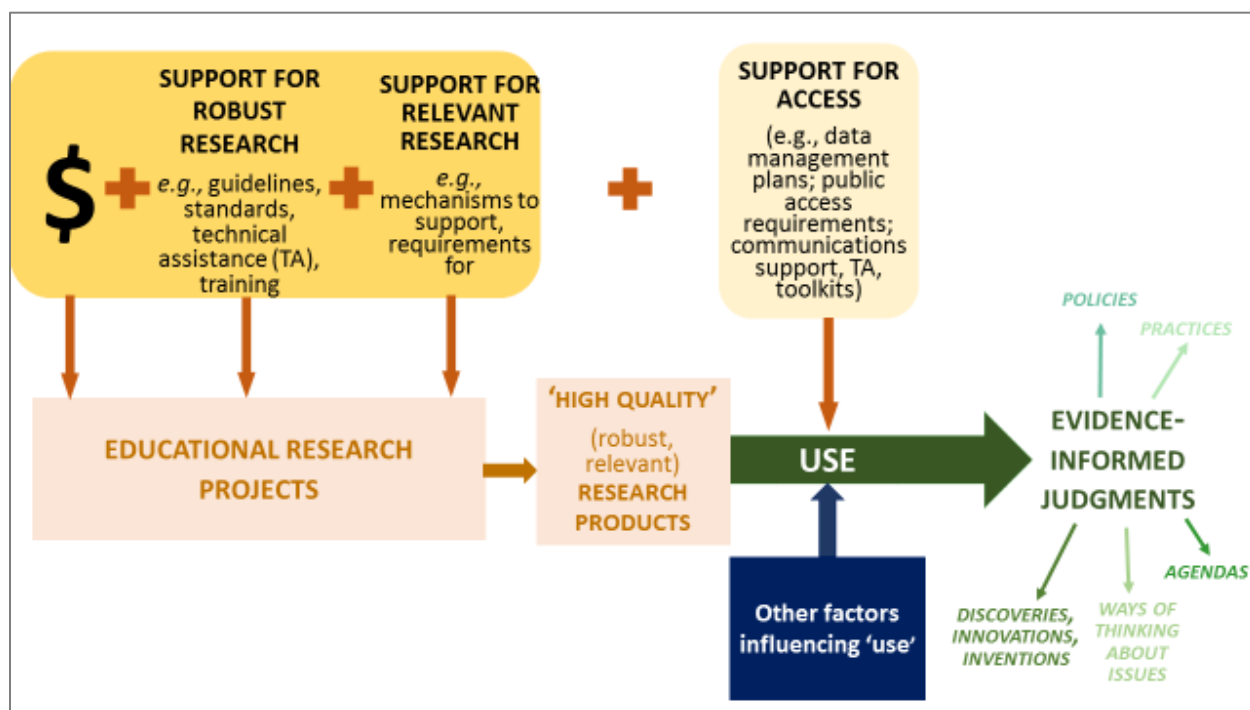 $
SUPPORT FOR
ROBUST
RESEARCH
e.g., guidelines,
standards,
technical
assistance (TA),
training
SUPPORT FOR
RELEVANT
RESEARCH
e.g.,
mechanisms to
support,
requirements
for
SUPPORT FOR
ACCESS
(e.g., data
management
plans; public
access
requirements;
communications
support, TA,
toolkits)
EDUCATIONAL RESEARCH
PROJECTS
‘HIGH QUALITY’
(robust,
relevant)
RESEARCH
PRODUCTS
USE
Other factors
influencing ‘use’
POLICIES
PRACTICES
EVIDENCE-
INFORMED
JUDGMENTS
AGENDAS
DISCOVERIES,
INNOVATIONS,
INVENTIONS
WAYS OF
THINKING
ABOUT
ISSUES